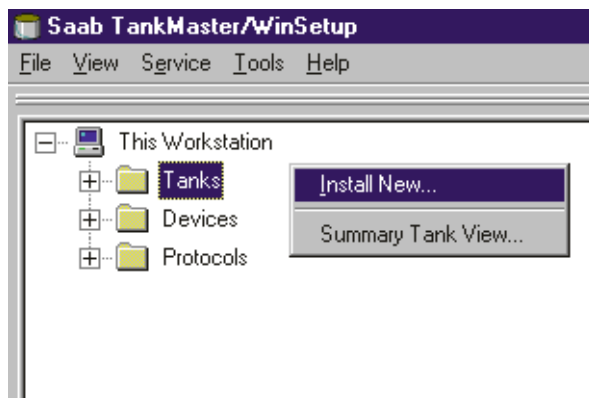 Saab TankMaster/WinSetup
File View Service Tools Help
This Workstation
Tanks
Install New...
Devices
Summary Tank View...
Protocols